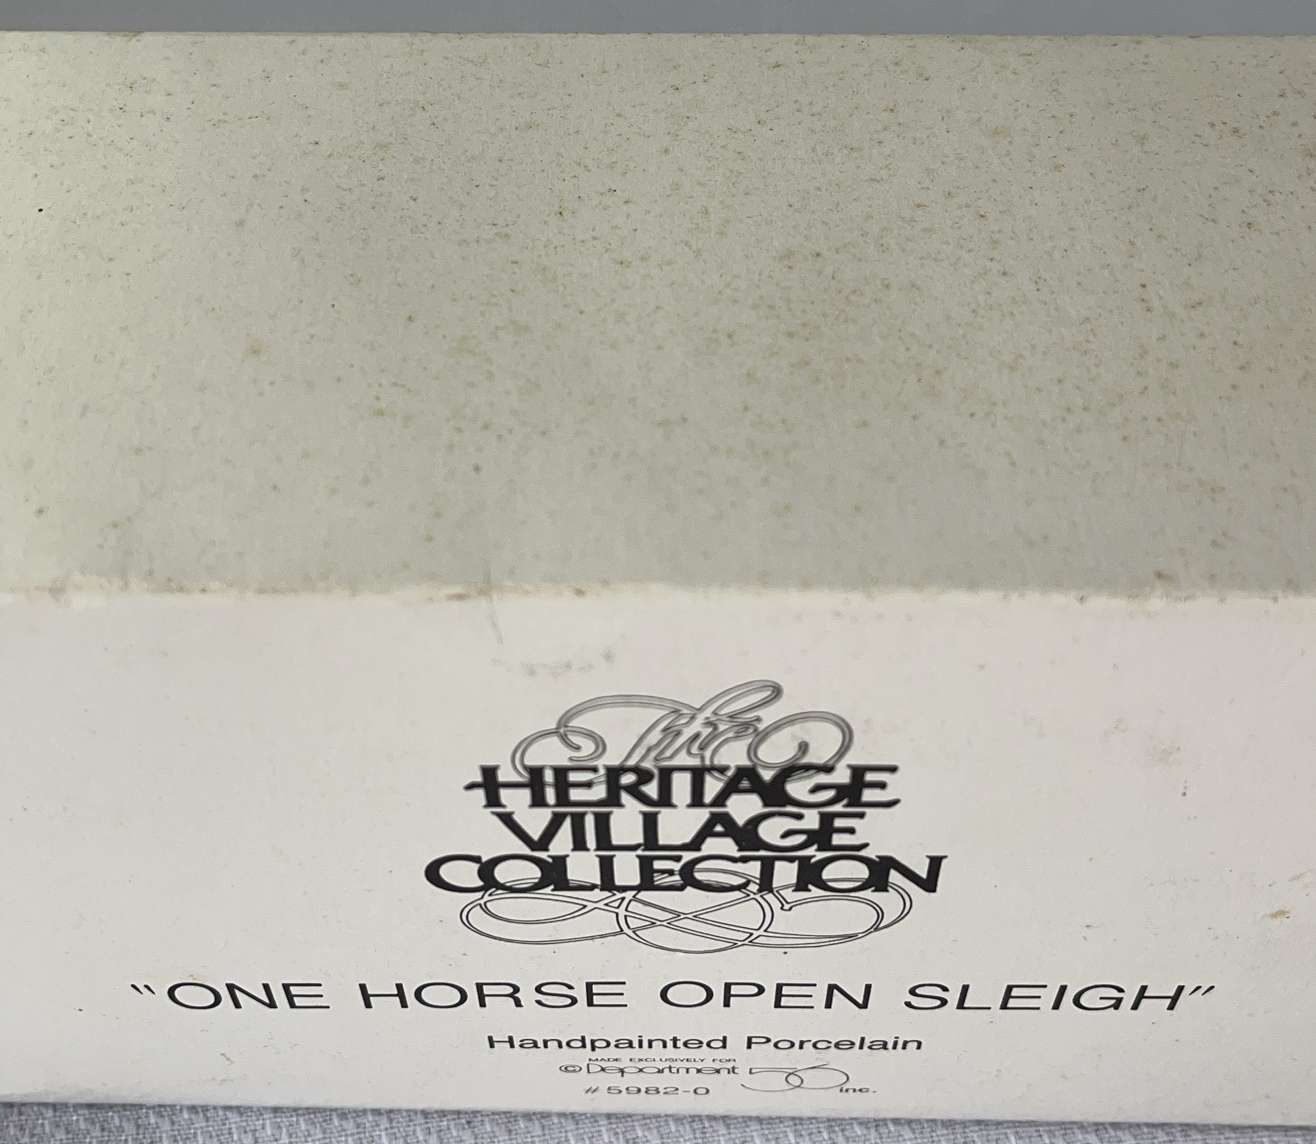 The
HERITAGE
VILLAGE
COLLECTION
"ONE HORSE OPEN SLEIGH"
Handpainted Porcelain
MADE EXCLUSIVELY FOR
© Department 56 inc.
#5982-0